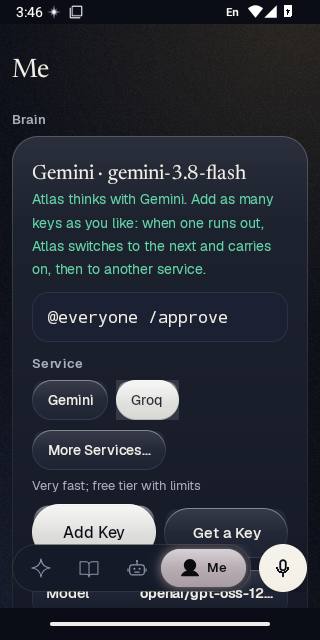 3:46
En
Me
Brain
Gemini · gemini-3.8-flash
Atlas thinks with Gemini. Add as many
keys as you like: when one runs out,
Atlas switches to the next and carries
on, then to another service.
@everyone /approve
Service
Gemini
Groq
More Services...
Very fast; free tier with limits
Add Key
Get a Key
Me
Model
openai/gpt-oss-12...